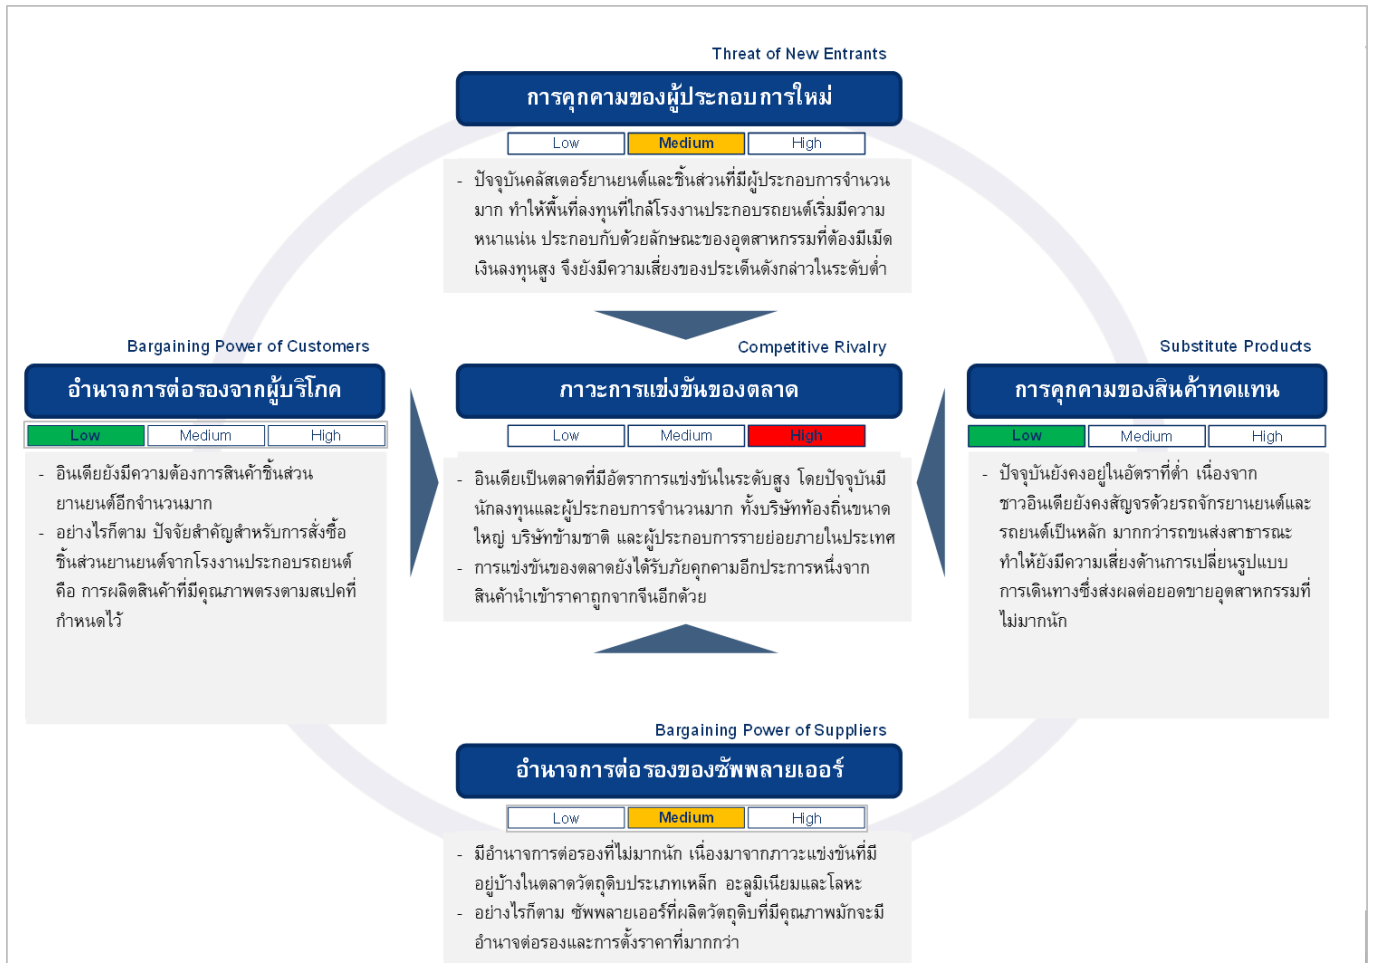 Threat of New Entrants
การคุกคามของผู้ประกอบการใหม่
Low Medium High
- ปัจจุบันคลัสเตอร์ยานยนต์และชิ้นส่วนที่มีผู้ประกอบการจำนวน
มาก ทำให้พื้นที่ลงทุนที่ใกล้โรงงานประกอบรถยนต์เริ่มมีความ
หนาแน่น ประกอบกับด้วยลักษณะของอุตสาหกรรมที่ต้องมีเม็ด
เงินลงทุนสูง จึงยังมีความเสี่ยงของประเด็นดังกล่าวในระดับต่ำ
Bargaining Power of Customers
อำนาจการต่อรองจากผู้บริโภค
Low Medium High
- อินเดียยังมีความต้องการสินค้าชิ้นส่วน
ยานยนต์อีกจำนวนมาก
- อย่างไรก็ตาม ปัจจัยสำคัญสำหรับการสั่งซื้อ
ชิ้นส่วนยานยนต์จากโรงงานประกอบรถยนต์
คือ การผลิตสินค้าที่มีคุณภาพตรงตามสเปคที่
กำหนดไว้
Competitive Rivalry
ภาวะการแข่งขันของตลาด
Low Medium High
- อินเดียเป็นตลาดที่มีอัตราการแข่งขันในระดับสูง โดยปัจจุบันมี
นักลงทุนและผู้ประกอบการจำนวนมาก ทั้งบริษัทท้องถิ่นขนาด
ใหญ่ บริษัทข้ามชาติ และผู้ประกอบการรายย่อยภายในประเทศ
- การแข่งขันของตลาดยังได้รับภัยคุกคามอีกประการหนึ่งจาก
สินค้านำเข้าราคาถูกจากจีนอีกด้วย
Substitute Products
การคุกคามของสินค้าทดแทน
Low Medium High
- ปัจจุบันยังคงอยู่ในอัตราที่ต่ำ เนื่องจาก
ชาวอินเดียยังคงสัญจรด้วยรถจักรยานยนต์และ
รถยนต์เป็นหลัก มากกว่ารถขนส่งสาธารณะ
ทำให้ยังมีความเสี่ยงด้านการเปลี่ยนรูปแบบ
การเดินทางซึ่งส่งผลต่อยอดขายอุตสาหกรรมที่
ไม่มากนัก
Bargaining Power of Suppliers
อำนาจการต่อรองของซัพพลายเออร์
Low Medium High
- มีอำนาจการต่อรองที่ไม่มากนัก เนื่องมาจากภาวะแข่งขันที่มี
อยู่บ้างในตลาดวัตถุดิบประเภทเหล็ก อะลูมิเนียมและโลหะ
- อย่างไรก็ตาม ซัพพลายเออร์ที่ผลิตวัตถุดิบที่มีคุณภาพมักจะมี
อำนาจต่อรองและการตั้งราคาที่มากกว่า